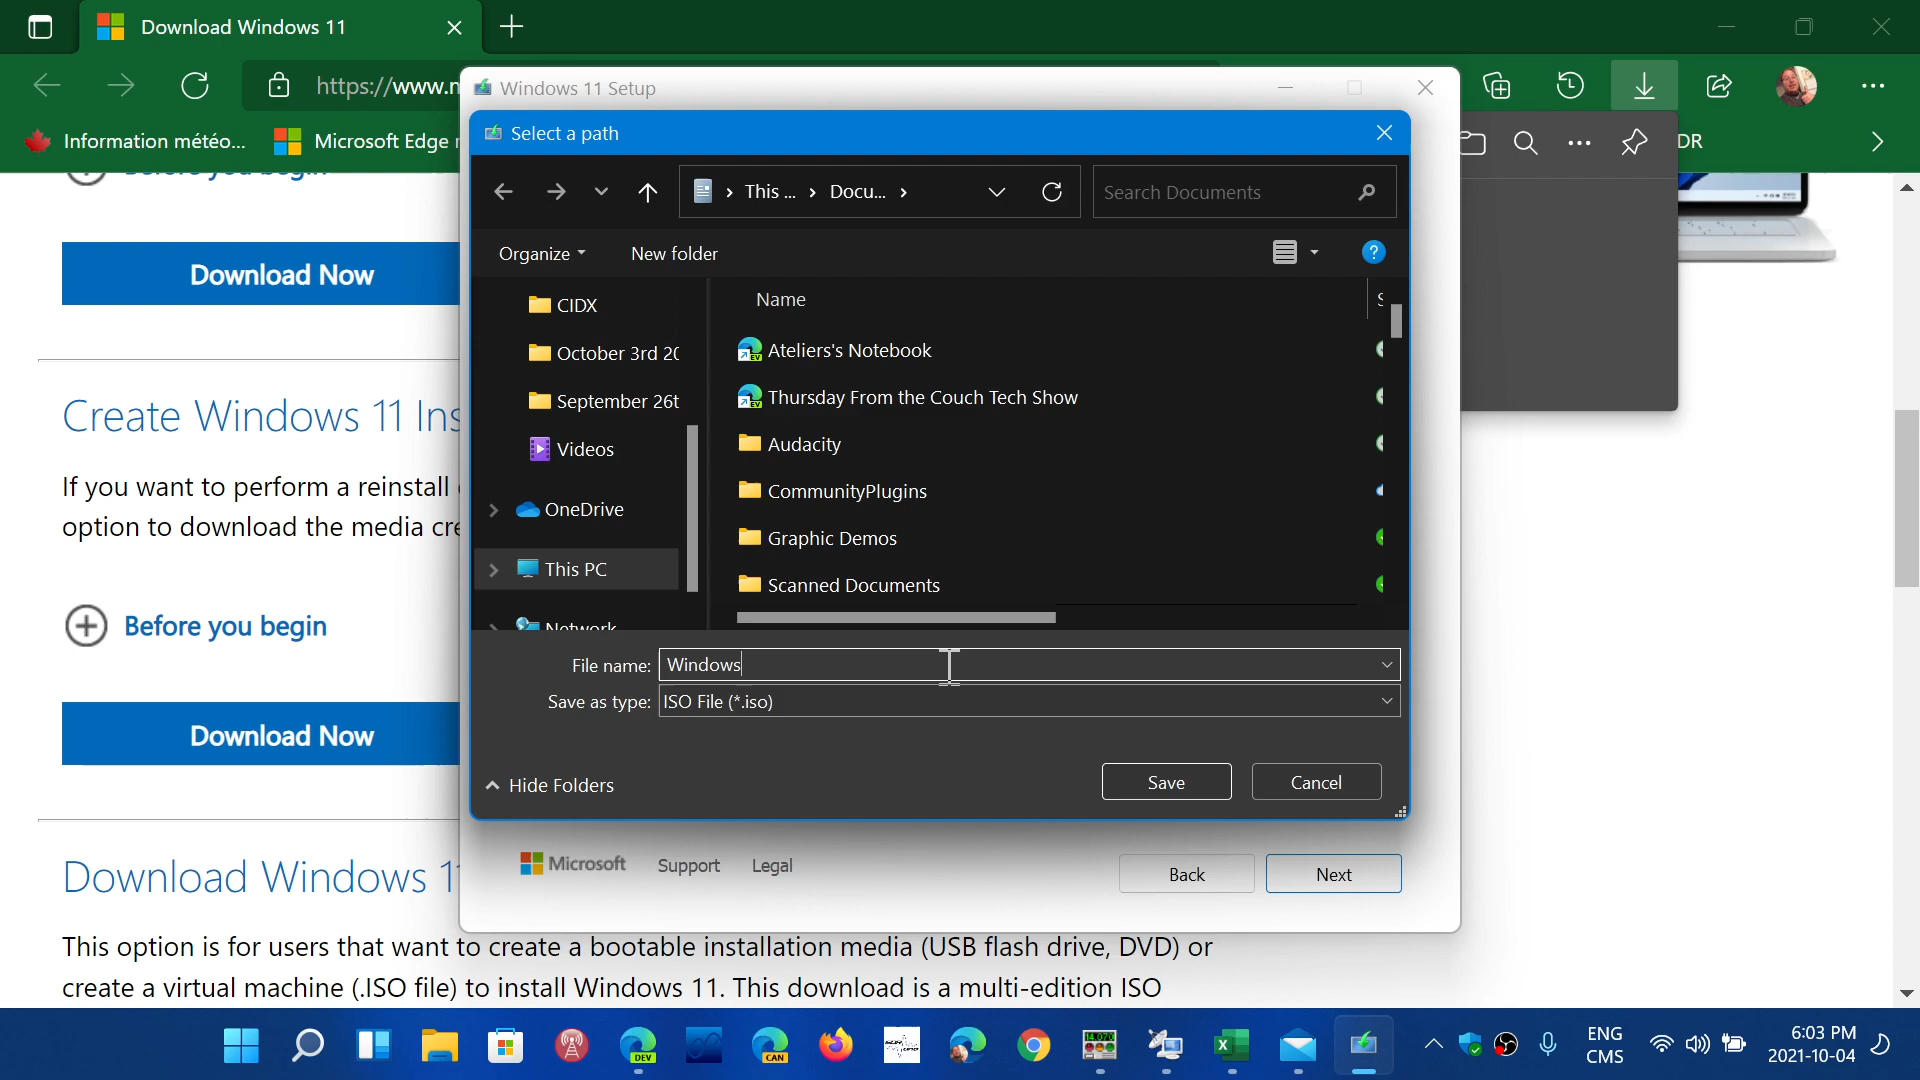 Download Windows 11
https://www.n
Windows 11 Setup
Select a path
Information météo...
Microsoft Edge
DR
This ...
Docu...
Search Documents
Organize
New folder
Download Now
Name
CIDX
October 3rd 20
September 26t
Videos
OneDrive
This PC
Network
Ateliers's Notebook
Thursday From the Couch Tech Show
Audacity
CommunityPlugins
Graphic Demos
Scanned Documents
Create Windows 11 Ins
If you want to perform a reinstall
option to download the media cre
Before you begin
Download Now
File name: Windows
Save as type: ISO File (*.iso)
Hide Folders
Save
Cancel
Microsoft
Support
Legal
Back
Next
Download Windows 11
This option is for users that want to create a bootable installation media (USB flash drive, DVD) or
create a virtual machine (.ISO file) to install Windows 11. This download is a multi-edition ISO
DEV
CAN
ENG
CMS
6:03 PM
2021-10-04